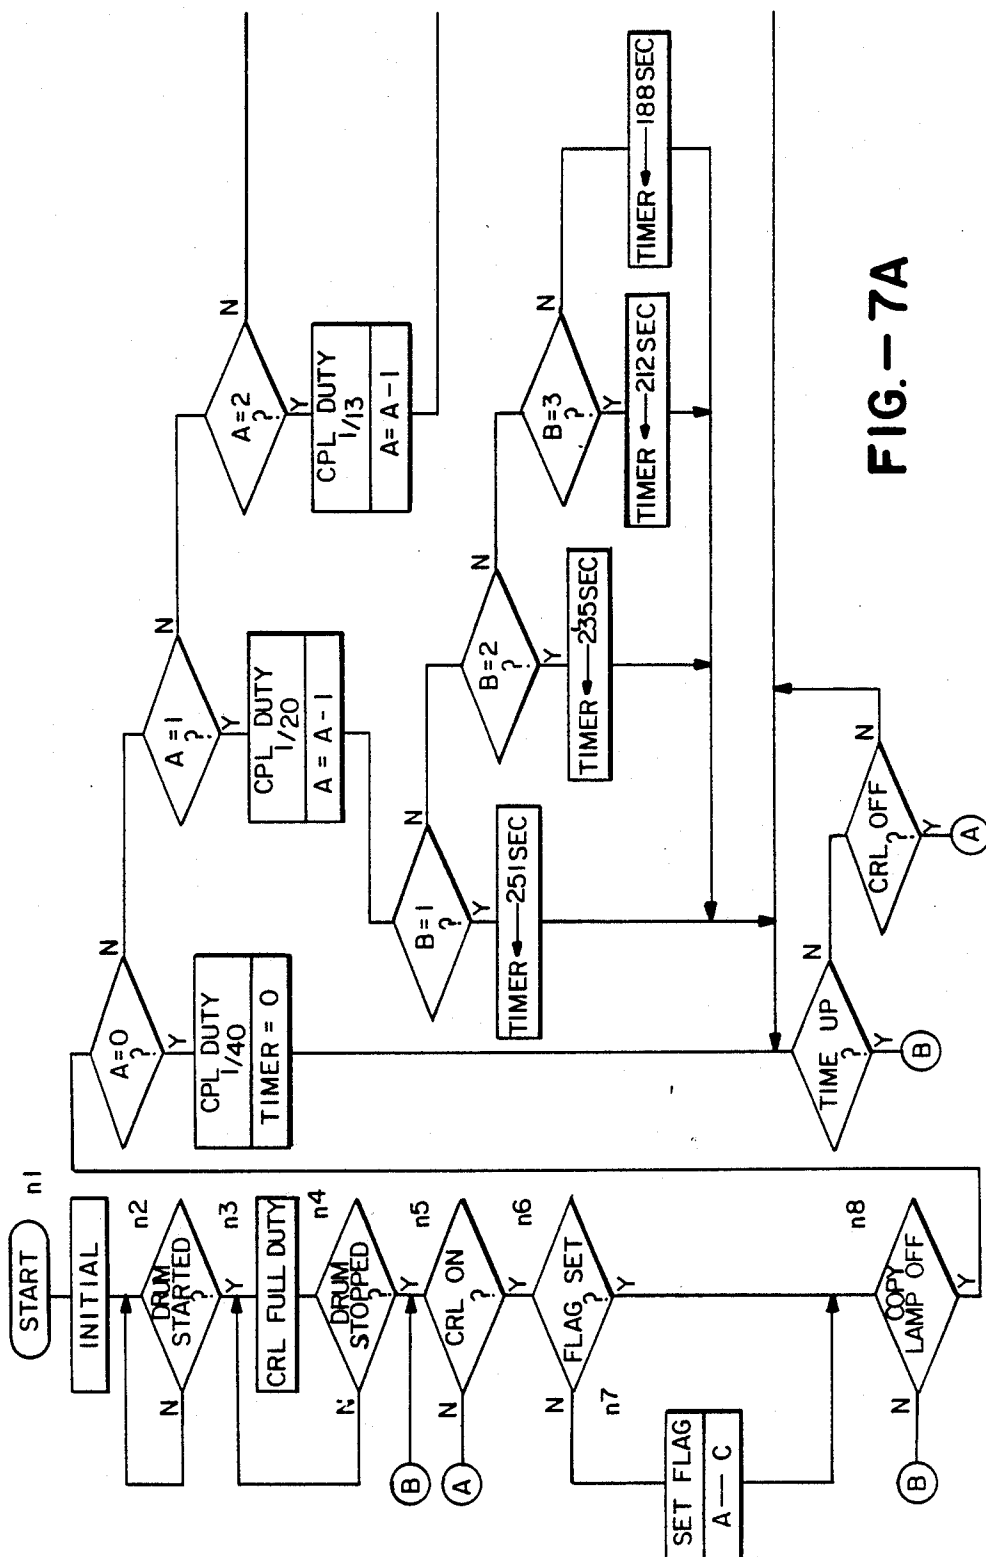 START
n1
INITIAL
n2
DRUM
STARTED
?
N
Y
n3
CRL FULL DUTY
n4
DRUM
STOPPED
?
N
Y
B
n5
CRL ON
?
N
A
Y
n6
FLAG SET
?
N
Y
n7
SET FLAG
A — C
n8
COPY
LAMP OFF
N
B
Y
A=0
?
N
Y
CPL DUTY
1/40
TIMER = 0
A=1
?
N
Y
CPL DUTY
1/20
A = A - 1
A=2
?
N
Y
CPL DUTY
1/13
A= A - 1
B=1
?
N
Y
TIMER ← 251SEC
B=2
?
N
Y
TIMER ← 235SEC
B=3
?
N
Y
TIMER ← 212SEC
TIMER ← 188SEC
TIME UP
?
N
Y
B
CRL OFF
?
N
Y
A
FIG.-7A